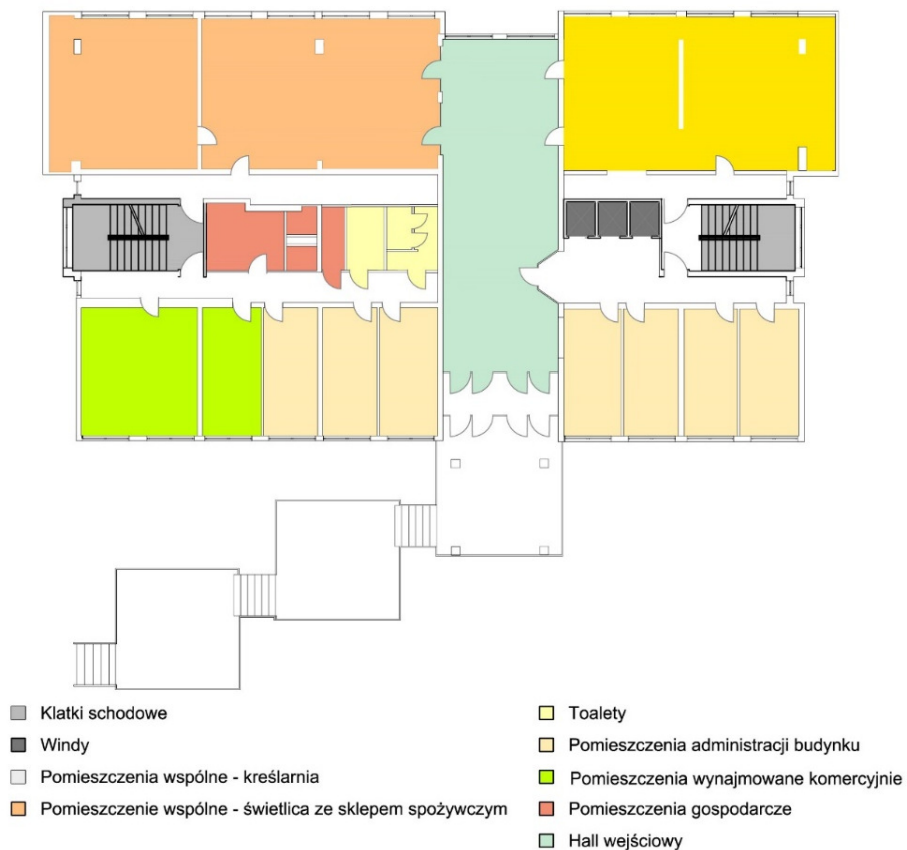 Klatki schodowe
Windy
Pomieszczenia wspólne - kreślarnia
Pomieszczenie wspólne - świetlica ze sklepem spożywczym
Toalety
Pomieszczenia administracji budynku
Pomieszczenia wynajmowane komercyjnie
Pomieszczenia gospodarcze
Hall wejściowy